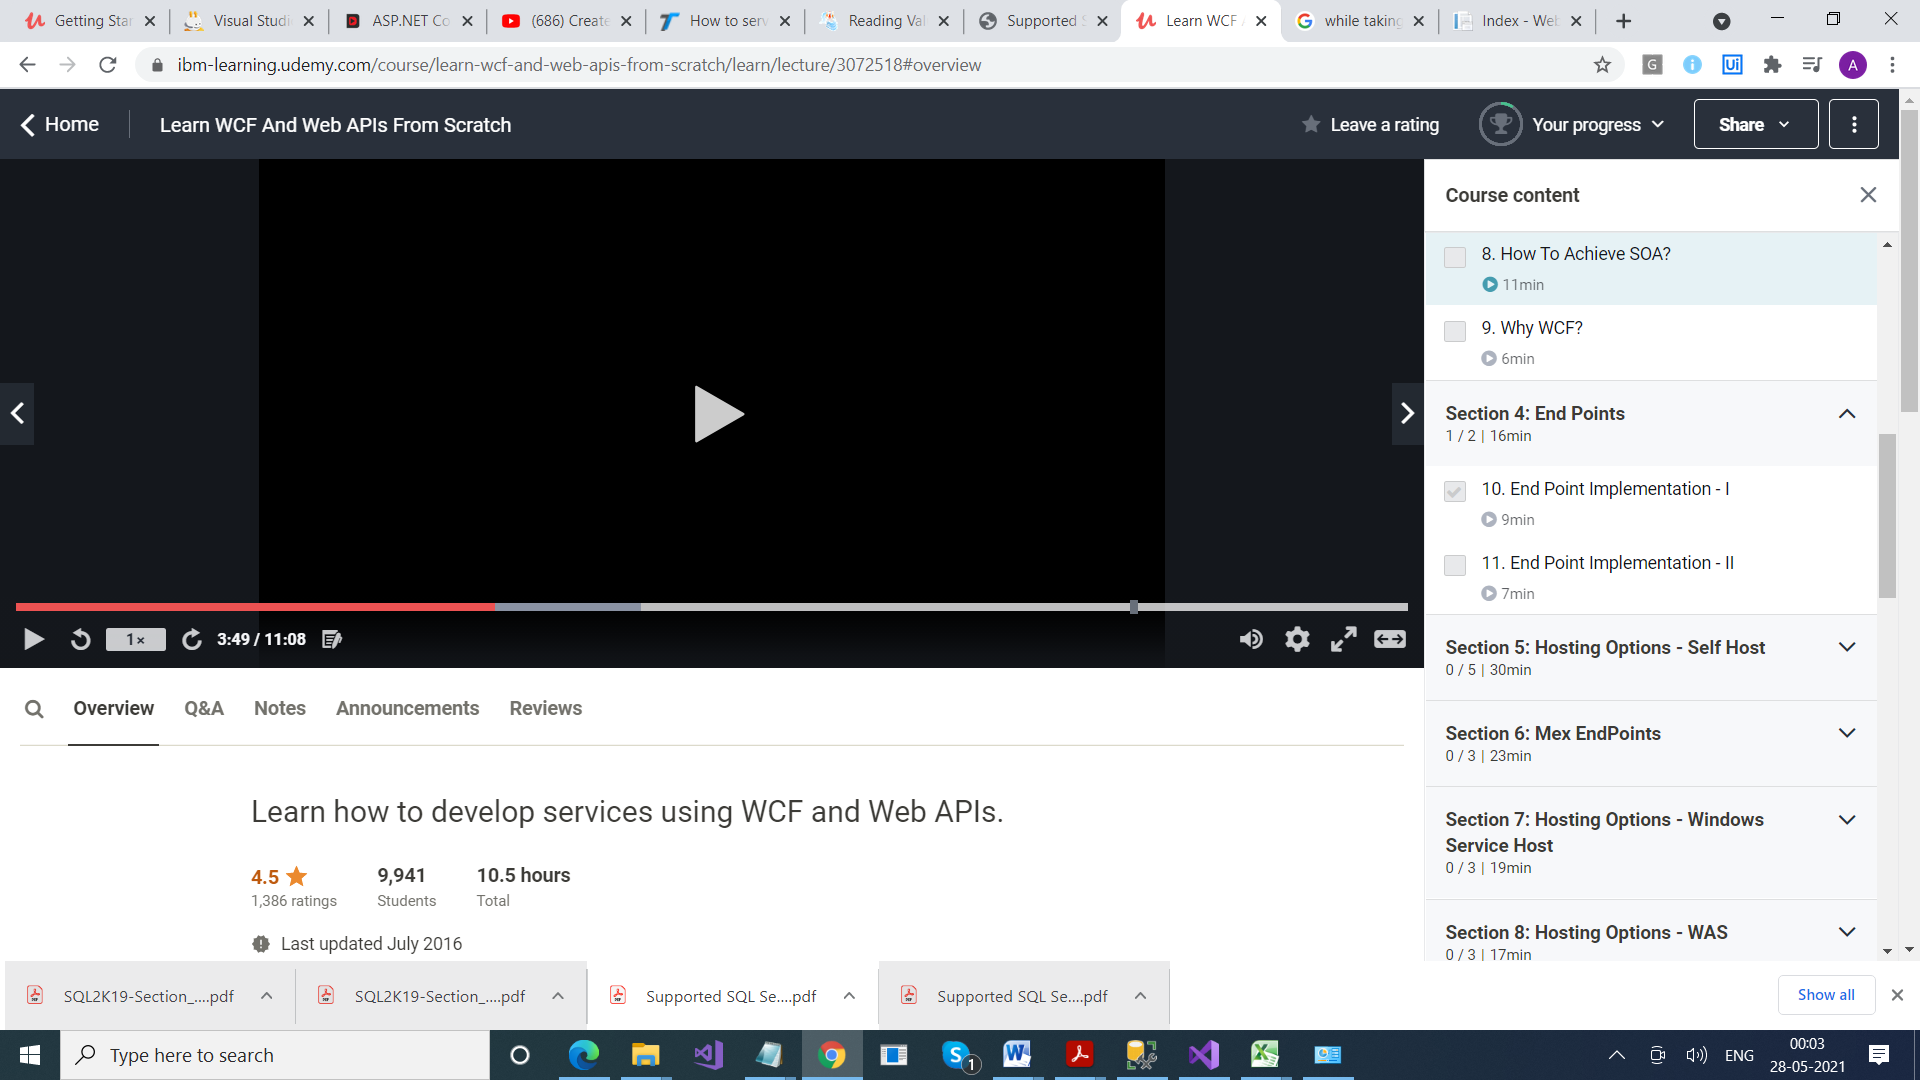 Getting Star
Visual Studi
ASP.NET Co
(686) Create
How to serv
Reading Val
Supported S
Learn WCF A
while taking
Index - Web
ibm-learning.udemy.com/course/learn-wcf-and-web-apis-from-scratch/learn/lecture/3072518#overview
G
Ui
A
Home
Learn WCF And Web APIs From Scratch
Leave a rating
Your progress
Share
Course content
8. How To Achieve SOA?
11min
9. Why WCF?
6min
Section 4: End Points
1 / 2 | 16min
10. End Point Implementation - I
9min
11. End Point Implementation - II
7min
Section 5: Hosting Options - Self Host
0 / 5 | 30min
Section 6: Mex EndPoints
0 / 3 | 23min
Section 7: Hosting Options - Windows
Service Host
0 / 3 | 19min
Section 8: Hosting Options - WAS
0 / 3 | 17min
1×
3:49 / 11:08
Overview
Q&A
Notes
Announcements
Reviews
Learn how to develop services using WCF and Web APIs.
4.5
1,386 ratings
9,941
Students
10.5 hours
Total
Last updated July 2016
SQL2K19-Section_....pdf
SQL2K19-Section_....pdf
Supported SQL Se....pdf
Supported SQL Se....pdf
Show all
Type here to search
1
ENG
00:03
28-05-2021